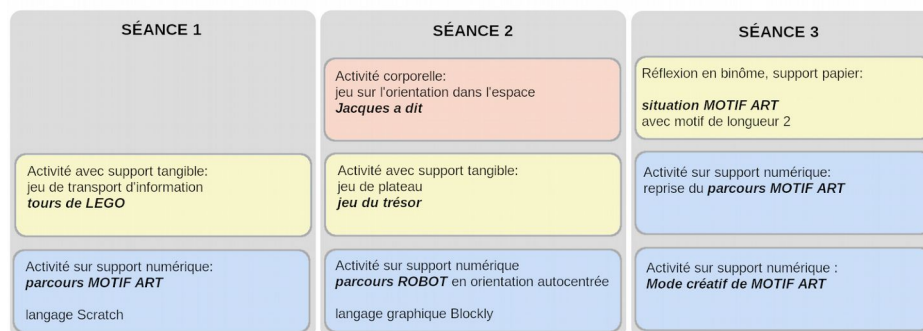 SÉANCE 1
Activité avec support tangible:
jeu de transport d'information
tours de LEGO
Activité sur support numérique:
parcours MOTIF ART
langage Scratch
SÉANCE 2
Activité corporelle:
jeu sur l'orientation dans l'espace
Jacques a dit
Activité avec support tangible:
jeu de plateau
jeu du trésor
Activité sur support numérique
parcours ROBOT en orientation autocentrée
langage graphique Blockly
SÉANCE 3
Réflexion en binôme, support papier:
situation MOTIF ART
avec motif de longueur 2
Activité sur support numérique:
reprise du parcours MOTIF ART
Activité sur support numérique :
Mode créatif de MOTIF ART